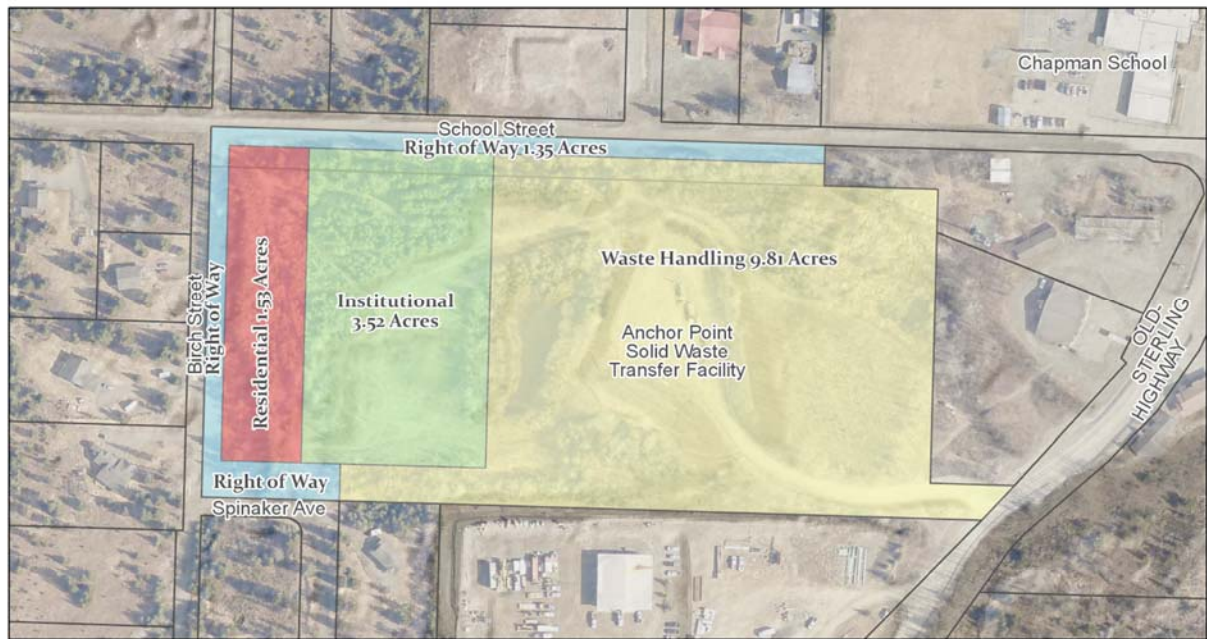 Chapman School
School Street
Right of Way 1.35 Acres
Birch Street
Right of Way
Residential 1.53 Acres
Institutional
3.52 Acres
Waste Handling 9.81 Acres
Anchor Point
Solid Waste
Transfer Facility
OLD-
STERLING
HIGHWAY
Right of Way
Spinaker Ave